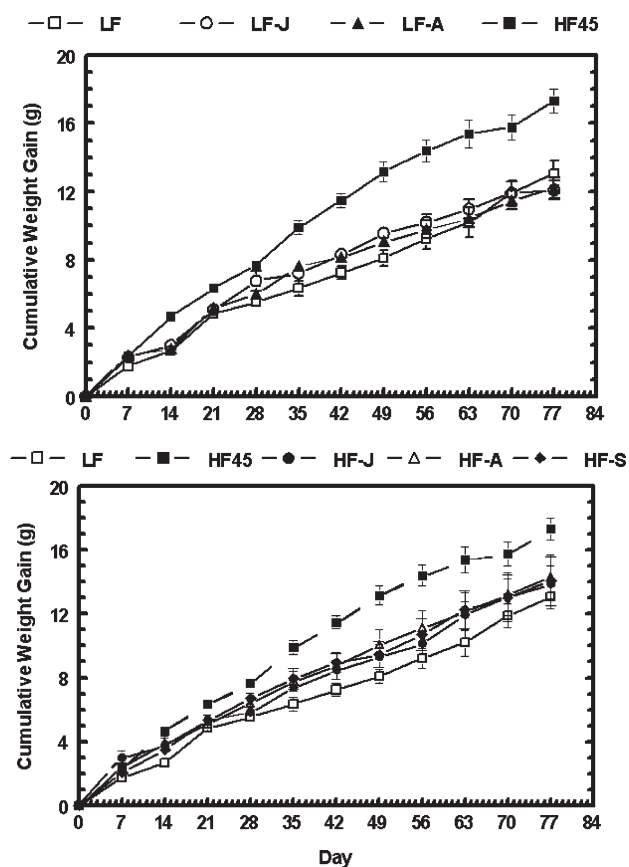 LF LF-J LF-A HF45
20
16
12
8
4
0
Cumulative Weight Gain (g)
0 7 14 21 28 35 42 49 56 63 70 77 84
LF HF45 HF-J HF-A HF-S
20
16
12
8
4
0
Cumulative Weight Gain (g)
0 7 14 21 28 35 42 49 56 63 70 77 84
Day